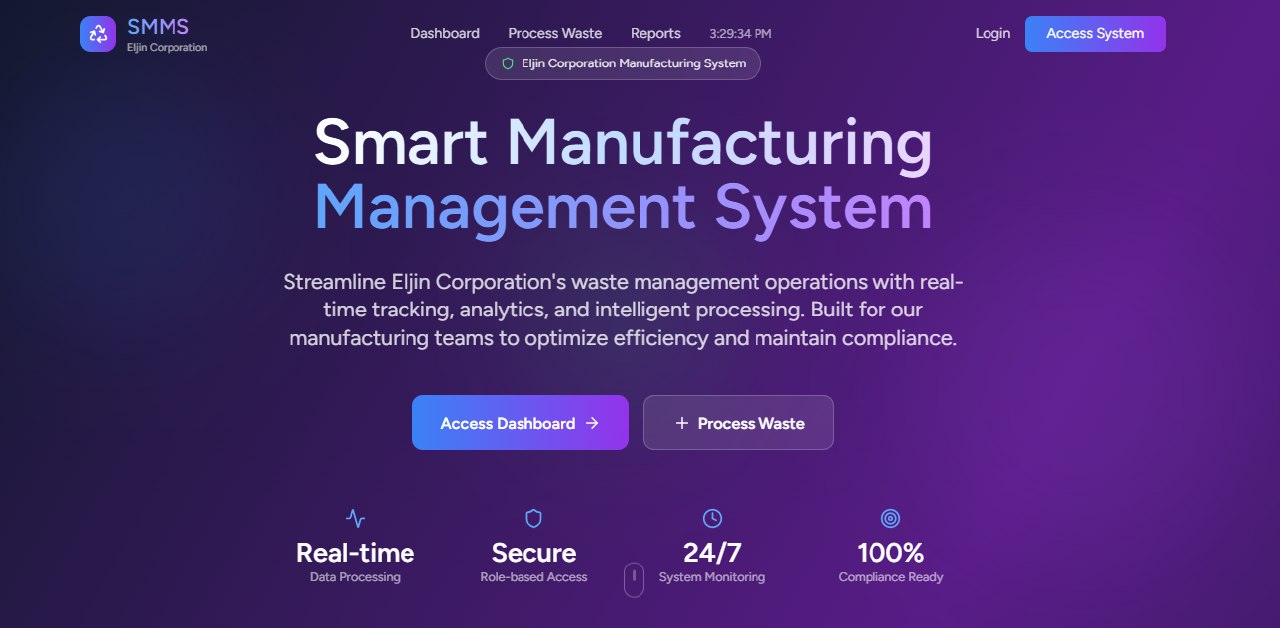 SMMS
Eljin Corporation
Dashboard
Process Waste
Reports
3:29:34 PM
Login
Access System
Eljin Corporation Manufacturing System
Smart Manufacturing
Management System
Streamline Eljin Corporation's waste management operations with real-
time tracking, analytics, and intelligent processing. Built for our
manufacturing teams to optimize efficiency and maintain compliance.
Access Dashboard
Process Waste
Real-time
Data Processing
Secure
Role-based Access
24/7
System Monitoring
100%
Compliance Ready